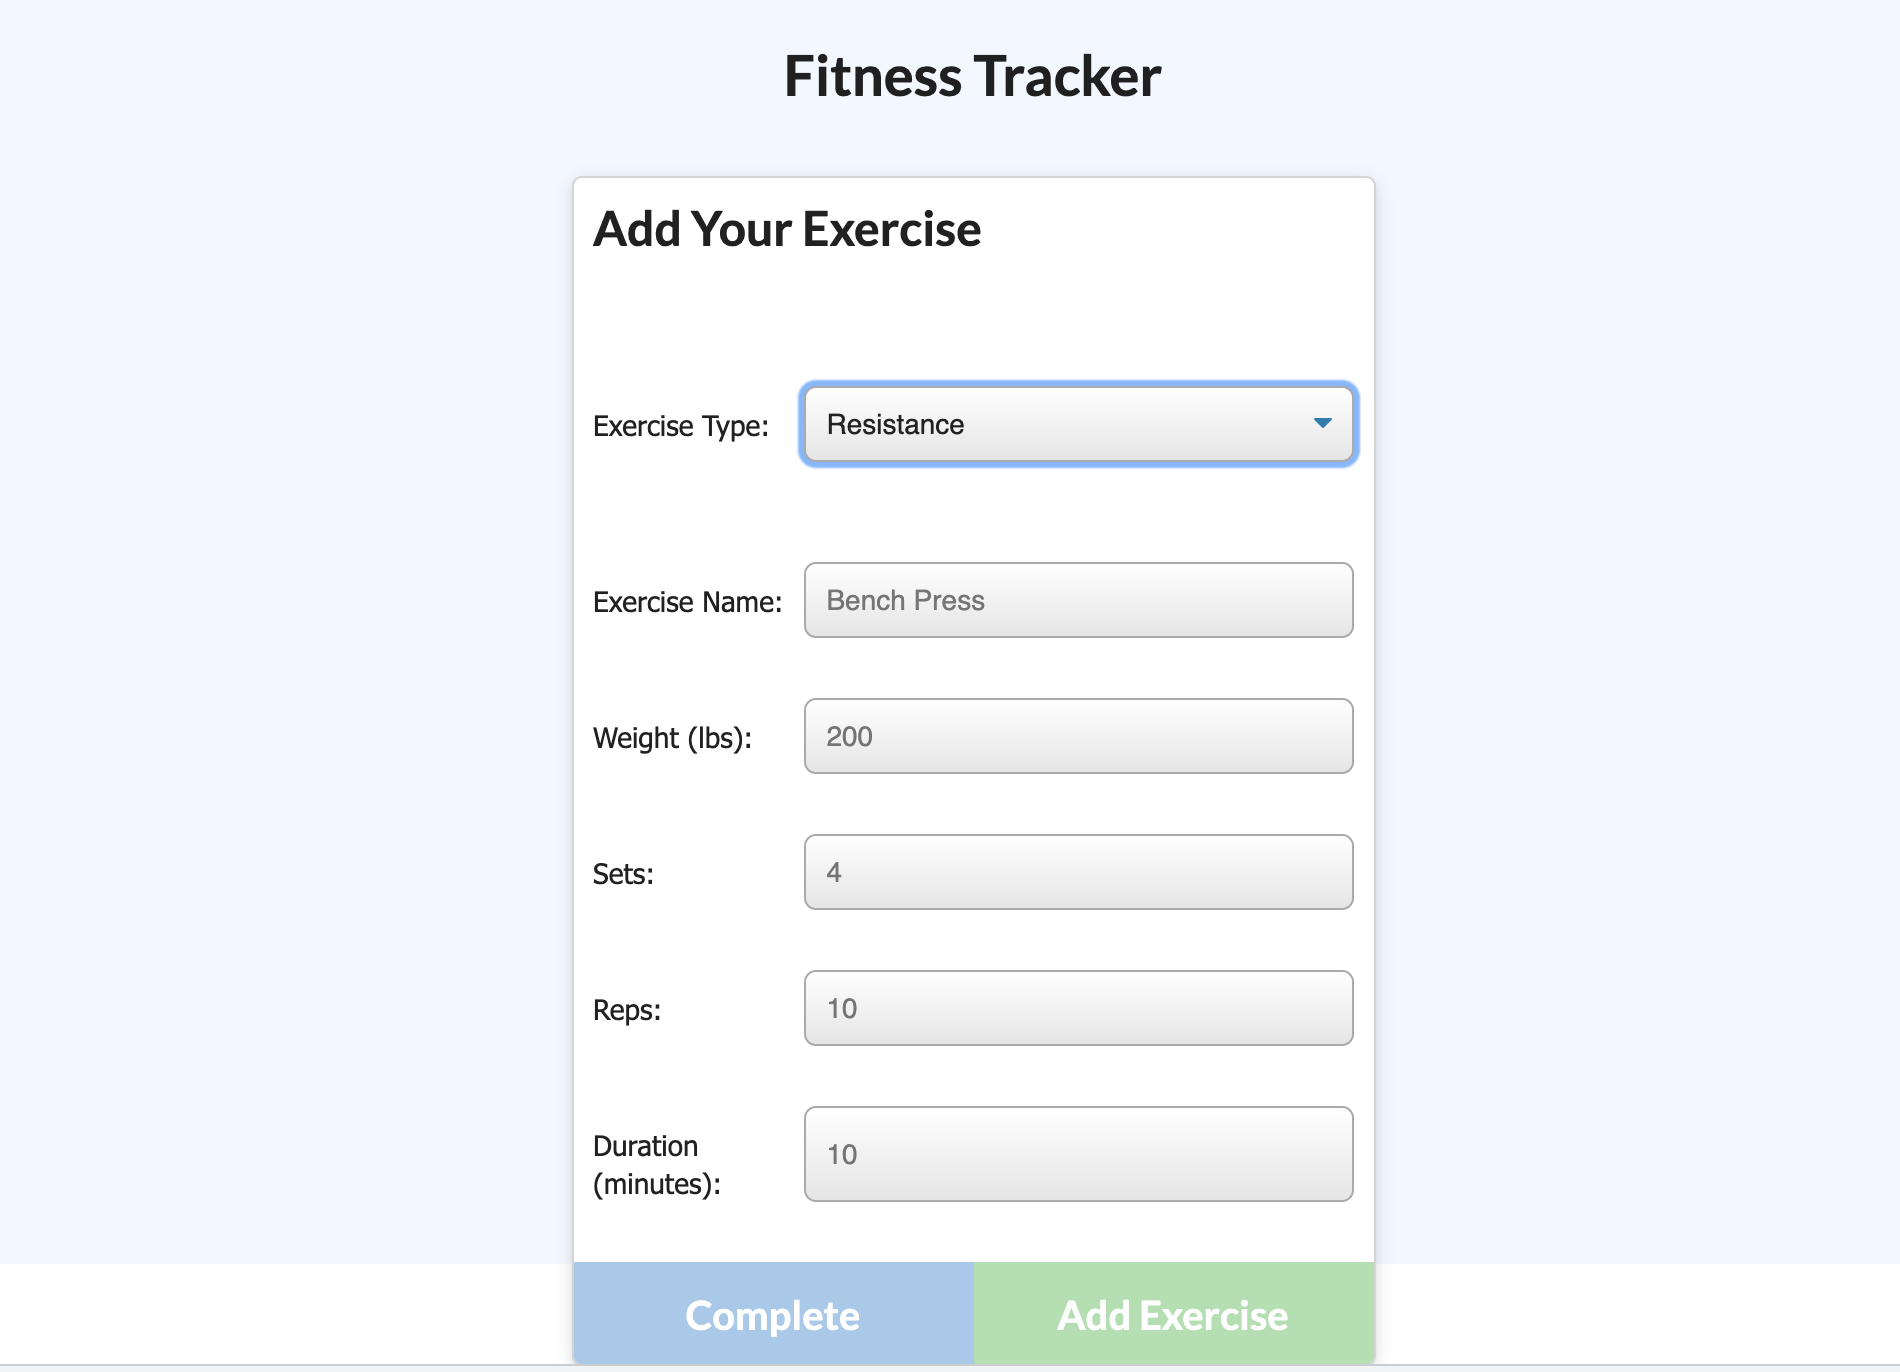 Fitness Tracker
Add Your Exercise
Exercise Type: Resistance
Exercise Name: Bench Press
Weight (lbs): 200
Sets: 4
Reps: 10
Duration
(minutes): 10
Complete Add Exercise